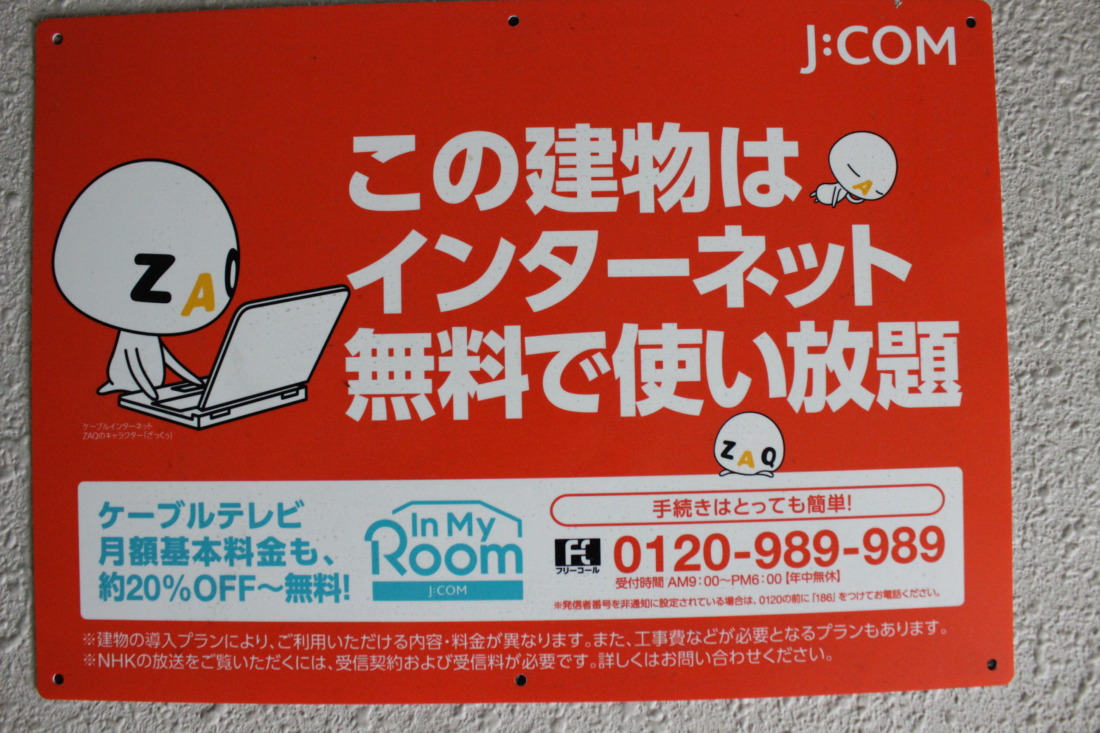 J:COM
この建物は
インターネット
無料で使い放題
ZAQ
A
ケーブルインターネット
ZAQのキャラクター「ざっくぅ」
ZAQ
ケーブルテレビ
月額基本料金も、
約20%OFF～無料!
In My
Room
J:COM
手続きはとっても簡単!
フリーコール
0120-989-989
受付時間 AM9:00～PM6:00【年中無休】
※発信者番号を非通知に設定されている場合は、0120の前に「186」をつけてお電話ください。
※建物の導入プランにより、ご利用いただける内容・料金が異なります。また、工事費などが必要となるプランもあります。
※NHKの放送をご覧いただくには、受信契約および受信料が必要です。詳しくはお問い合わせください。